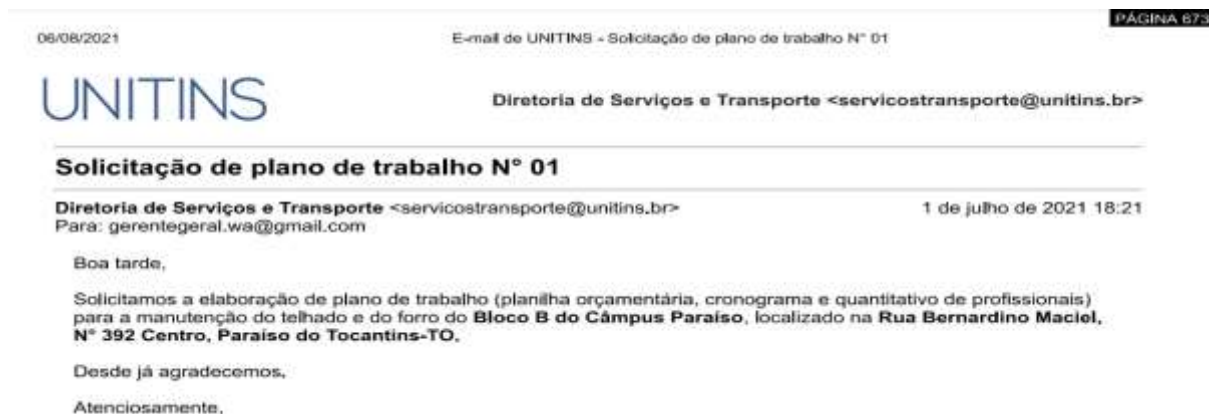 PÁGINA 673
06/08/2021 E-mail de UNITINS - Solicitação de plano de trabalho N° 01
UNITINS
Diretoria de Serviços e Transporte <servicostransporte@unitins.br>
Solicitação de plano de trabalho N° 01
Diretoria de Serviços e Transporte <servicostransporte@unitins.br> 1 de julho de 2021 18:21
Para: gerentegeral.wa@gmail.com
Boa tarde,
Solicitamos a elaboração de plano de trabalho (planilha orçamentária, cronograma e quantitativo de profissionais)
para a manutenção do telhado e do forro do Bloco B do Câmpus Paraíso, localizado na Rua Bernardino Maciel,
N° 392 Centro, Paraíso do Tocantins-TO.
Desde já agradecemos,
Atenciosamente,